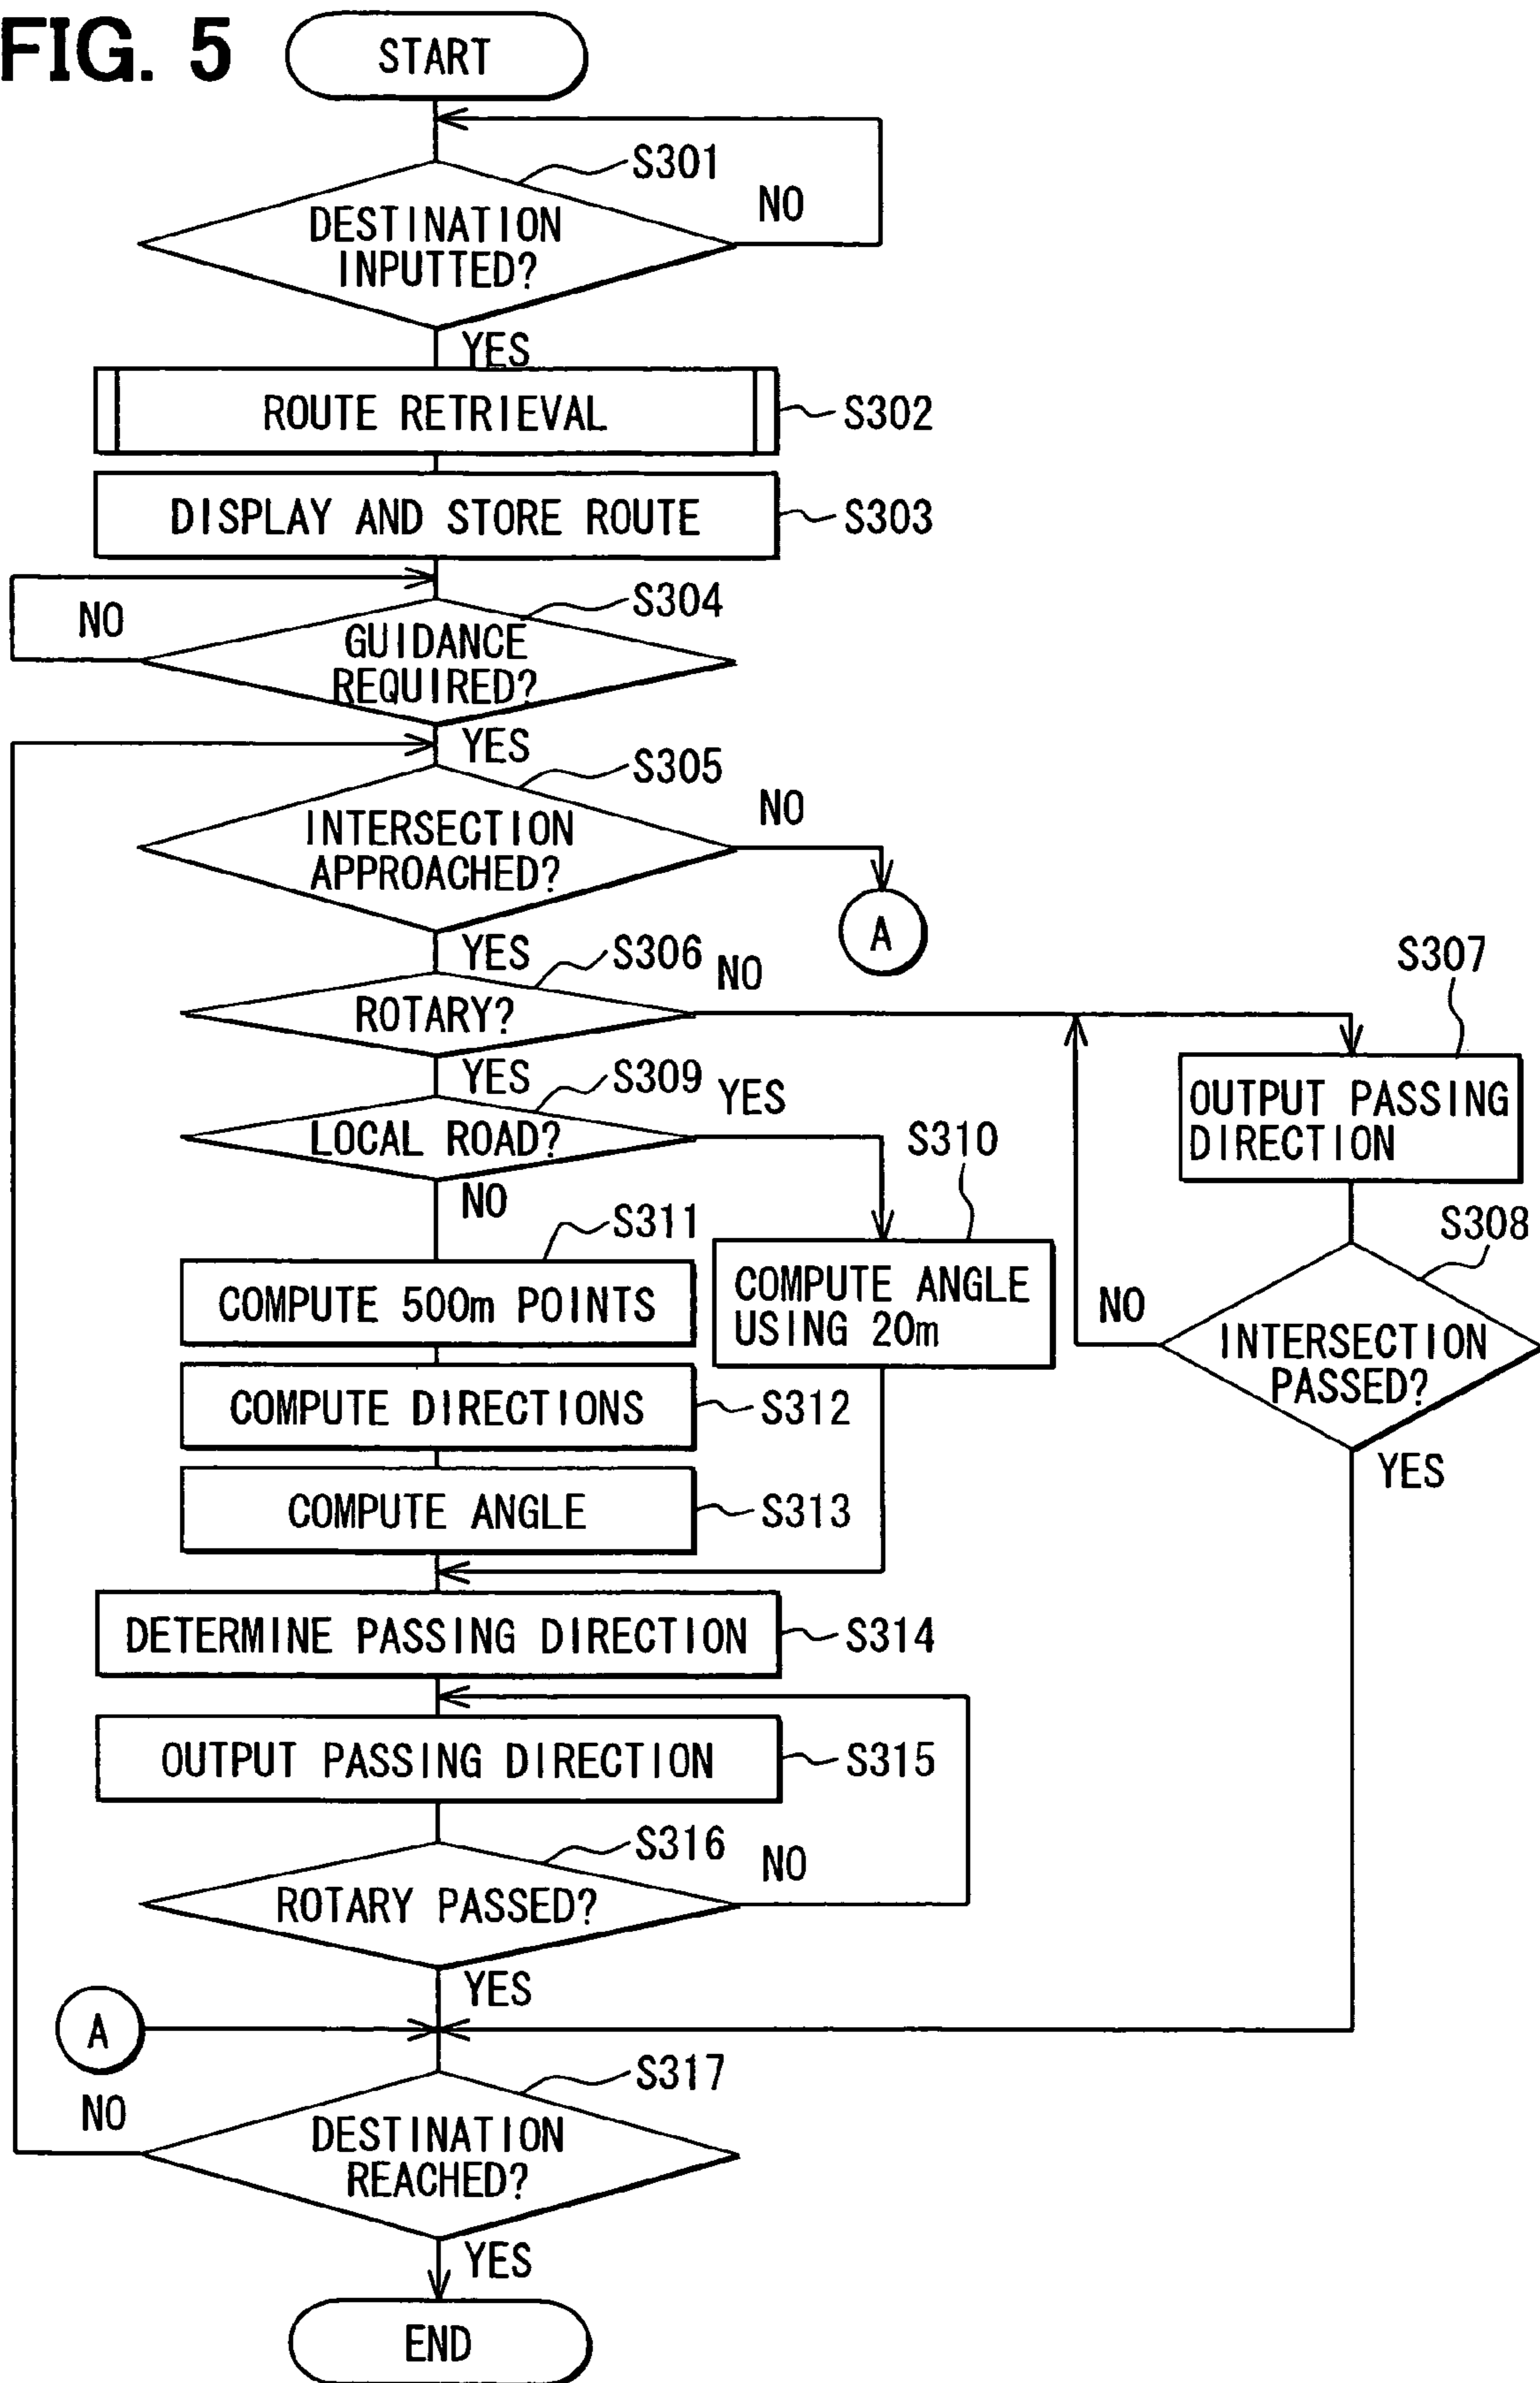 FIG. 5
START
S301
NO
DESTINATION
INPUTTED?
YES
ROUTE RETRIEVAL
S302
DISPLAY AND STORE ROUTE
S303
S304
NO
GUIDANCE
REQUIRED?
YES
S305
NO
INTERSECTION
APPROACHED?
A
YES
S306
NO
S307
ROTARY?
YES
S309
YES
OUTPUT PASSING
DIRECTION
LOCAL ROAD?
S310
NO
S311
S308
COMPUTE 500m POINTS
COMPUTE ANGLE
USING 20m
NO
INTERSECTION
PASSED?
COMPUTE DIRECTIONS
S312
YES
COMPUTE ANGLE
S313
DETERMINE PASSING DIRECTION
S314
OUTPUT PASSING DIRECTION
S315
S316
NO
ROTARY PASSED?
YES
A
S317
NO
DESTINATION
REACHED?
YES
END